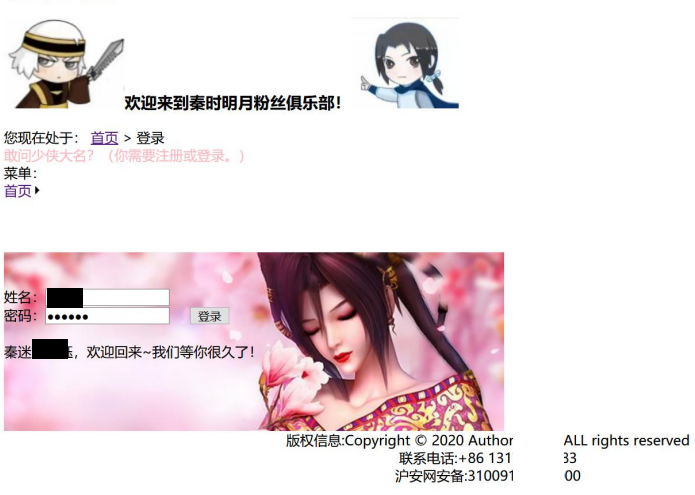 欢迎来到秦时明月粉丝俱乐部！
您现在处于： 首页 > 登录
敢问少侠大名？（你需要注册或登录。）
菜单：
首页
姓名：
密码：●●●●●● 登录
秦迷 ，欢迎回来~我们等你很久了！
版权信息:Copyright © 2020 Author ALL rights reserved
联系电话:+86 131 33
沪安网安备:310091 00